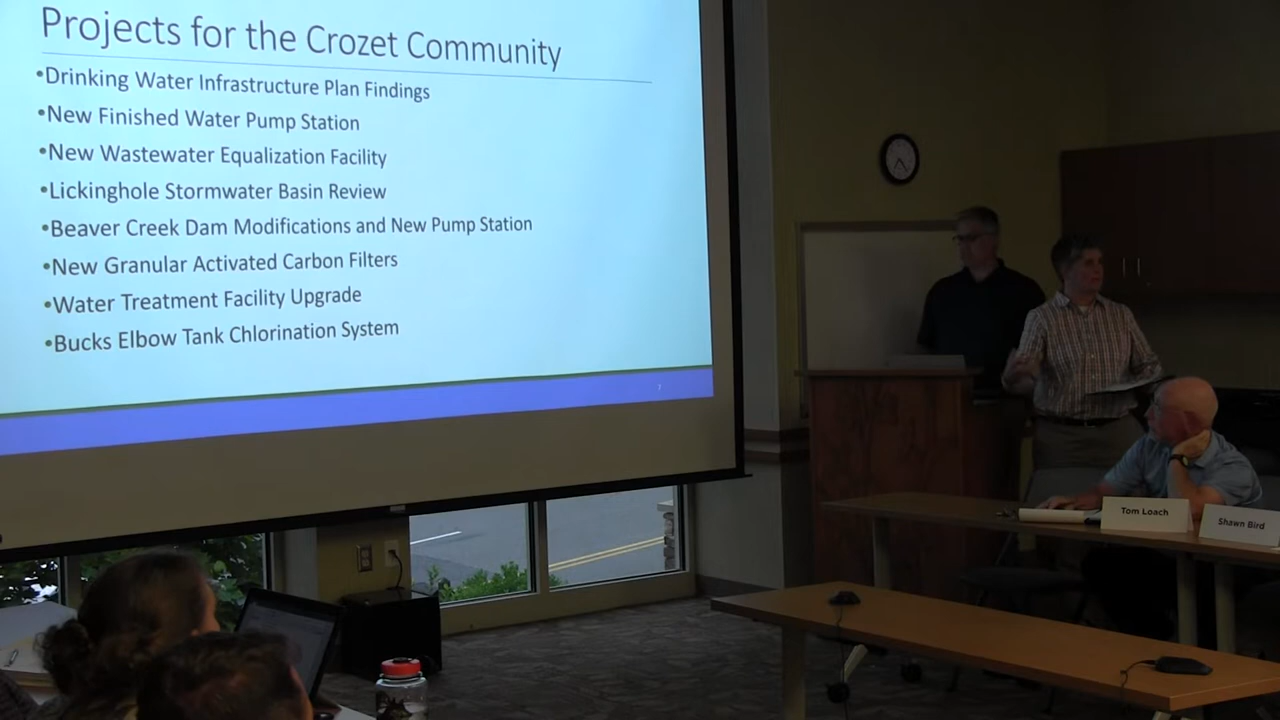 Projects for the Crozet Community
•Drinking Water Infrastructure Plan Findings
•New Finished Water Pump Station
•New Wastewater Equalization Facility
•Lickinghole Stormwater Basin Review
•Beaver Creek Dam Modifications and New Pump Station
•New Granular Activated Carbon Filters
•Water Treatment Facility Upgrade
•Bucks Elbow Tank Chlorination System
Tom Loach
Shawn Bird